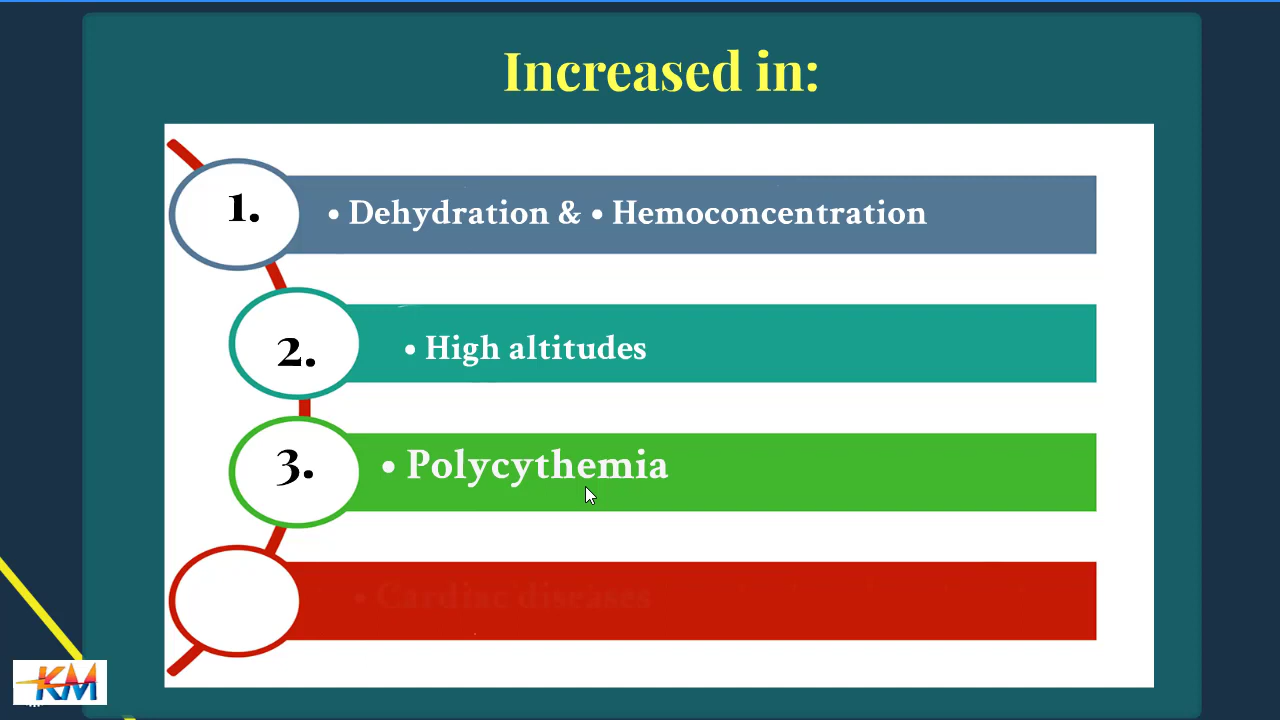 Increased in:
1.
• Dehydration & • Hemoconcentration
2.
• High altitudes
3.
• Polycythemia
• Cardiac diseases
KM